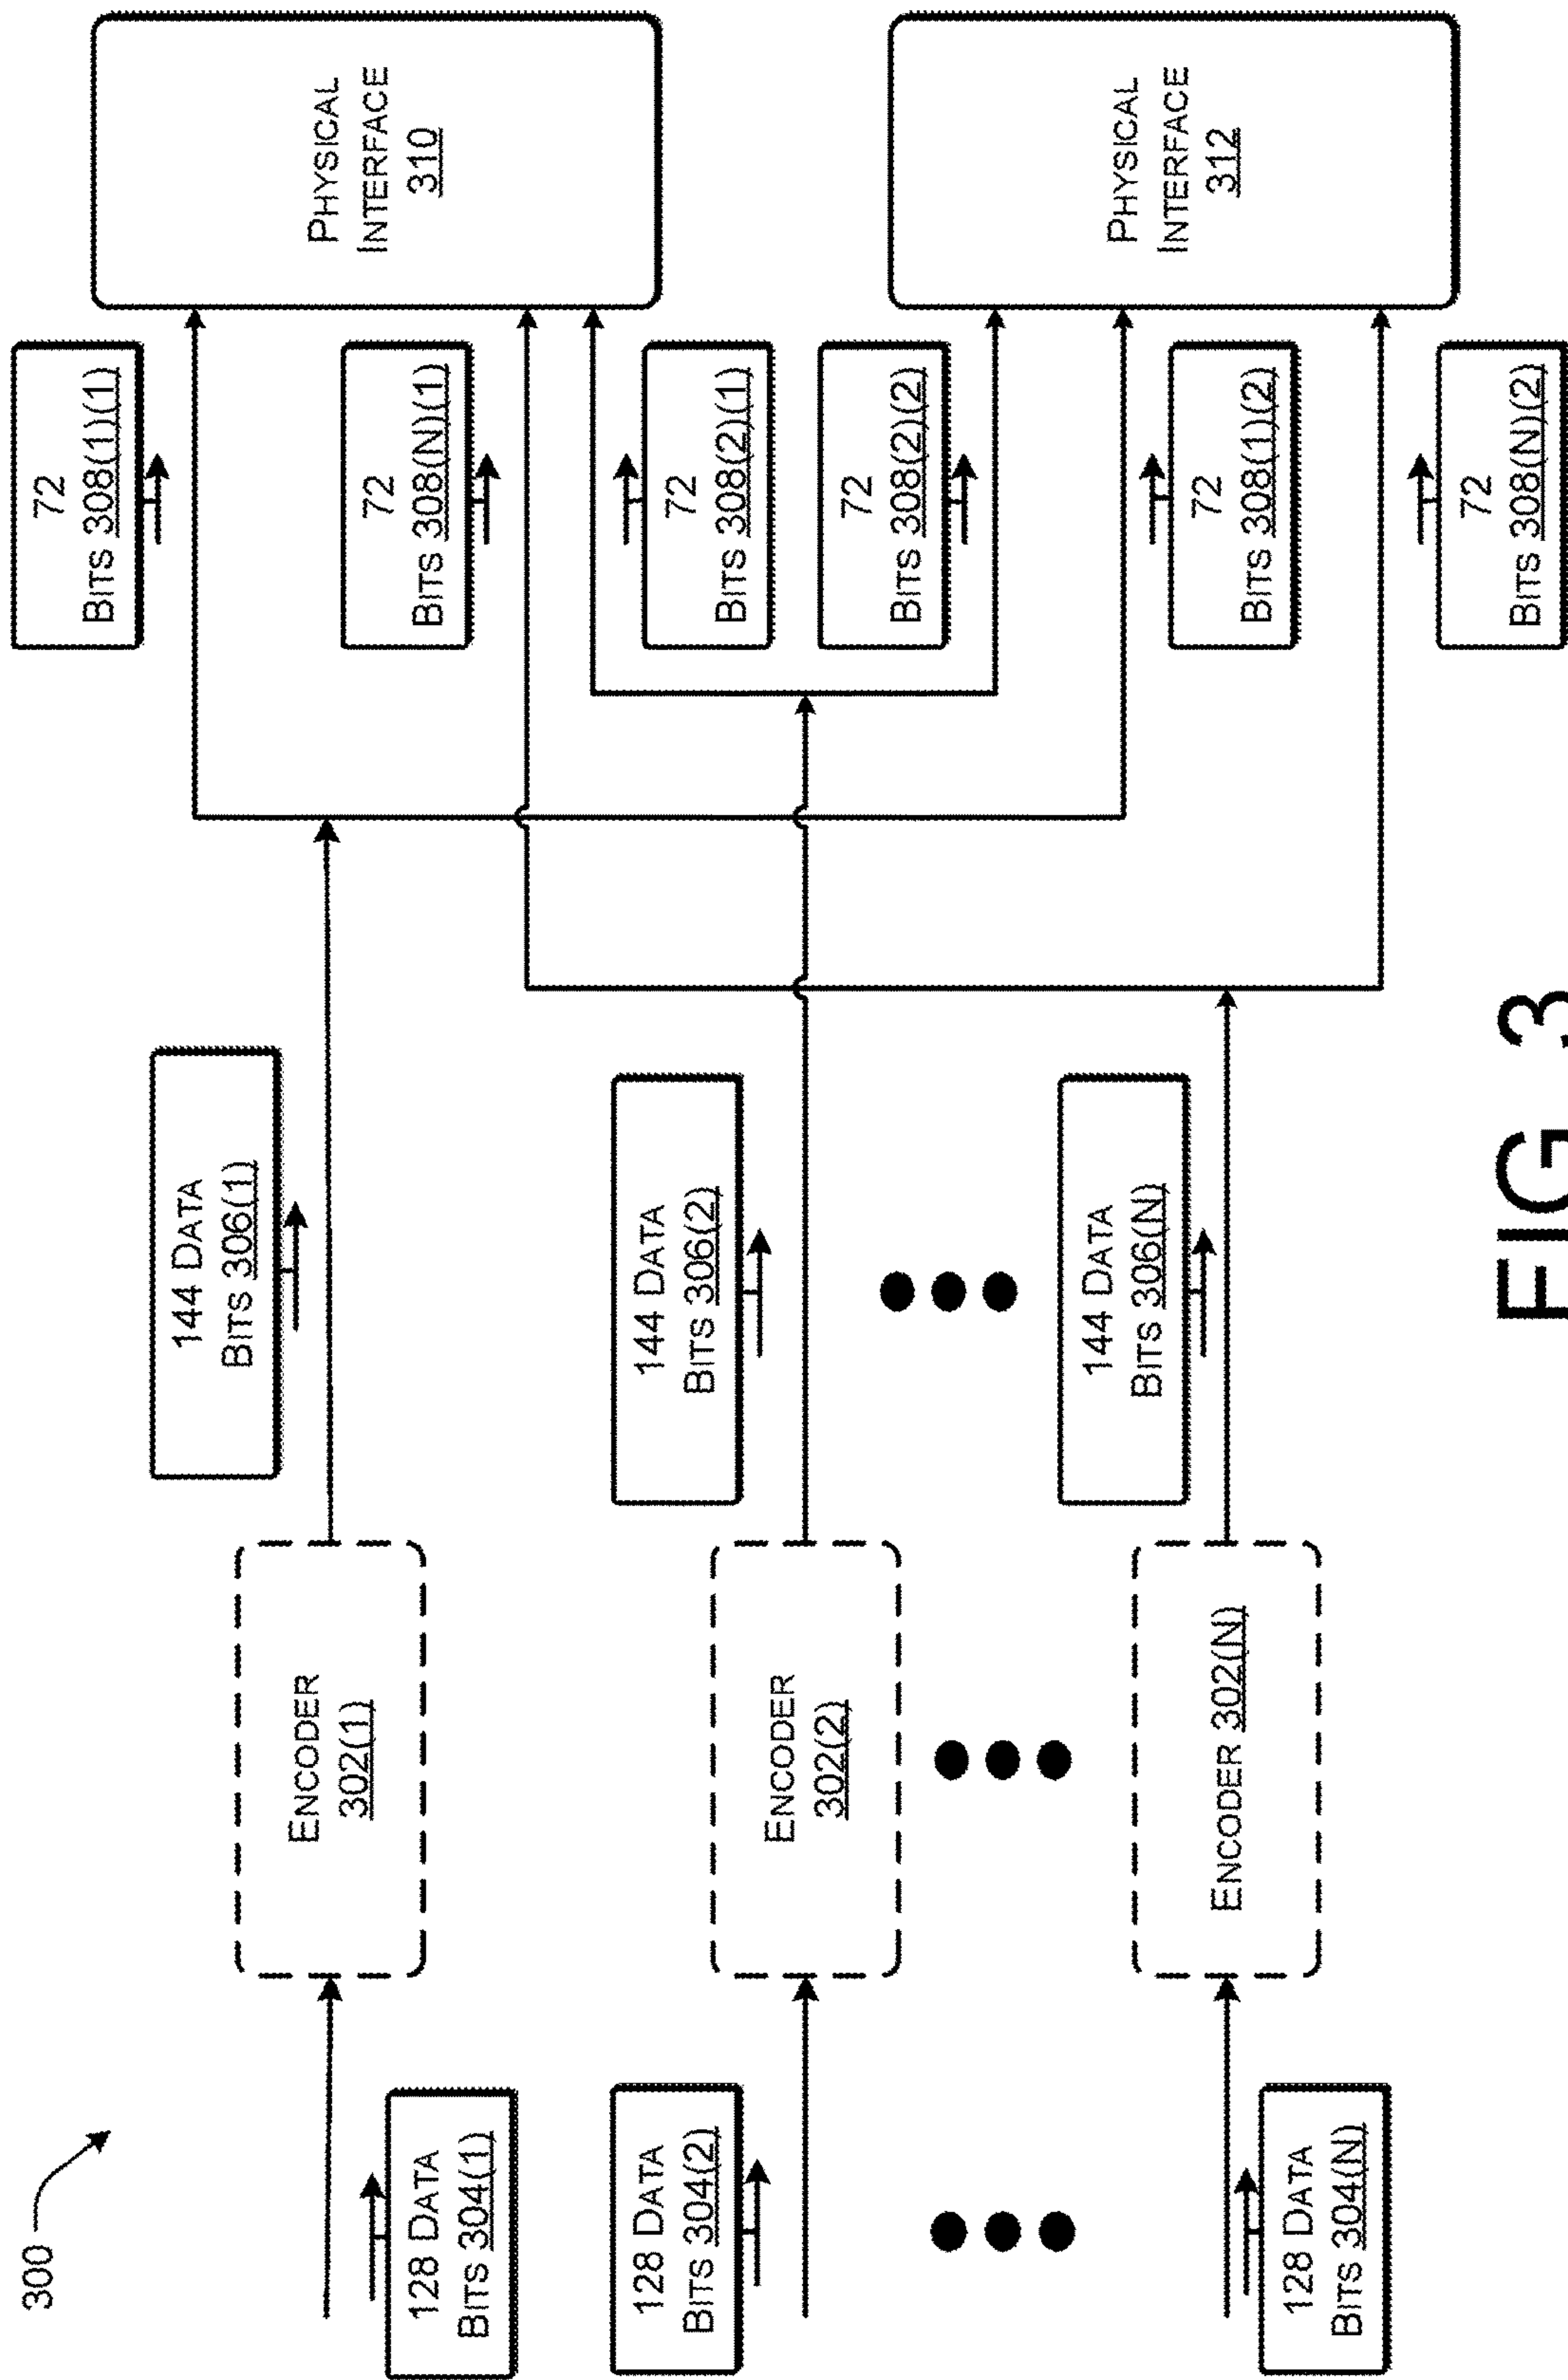 300
128 DATA
BITS 304(1)
ENCODER
302(1)
144 DATA
BITS 306(1)
72
BITS 308(1)(1)
PHYSICAL
INTERFACE
310
72
BITS 308(N)(1)
128 DATA
BITS 304(2)
ENCODER
302(2)
144 DATA
BITS 306(2)
72
BITS 308(2)(1)
72
BITS 308(2)(2)
PHYSICAL
INTERFACE
312
128 DATA
BITS 304(N)
ENCODER 302(N)
144 DATA
BITS 306(N)
72
BITS 308(1)(2)
72
BITS 308(N)(2)
FIG 3